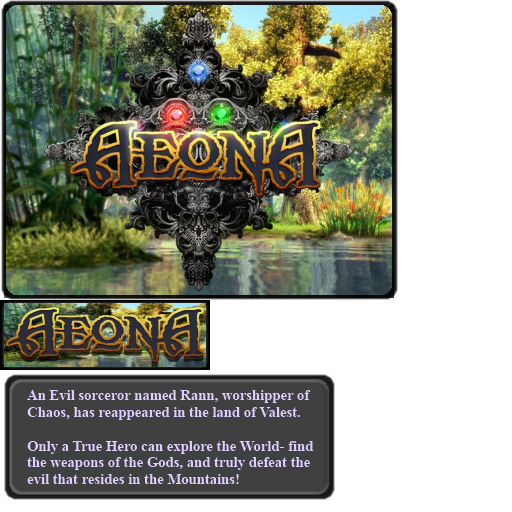 AEONA
AEONA
An Evil sorceror named Rann, worshipper of
Chaos, has reappeared in the land of Valest.
Only a True Hero can explore the World- find
the weapons of the Gods, and truly defeat the
evil that resides in the Mountains!